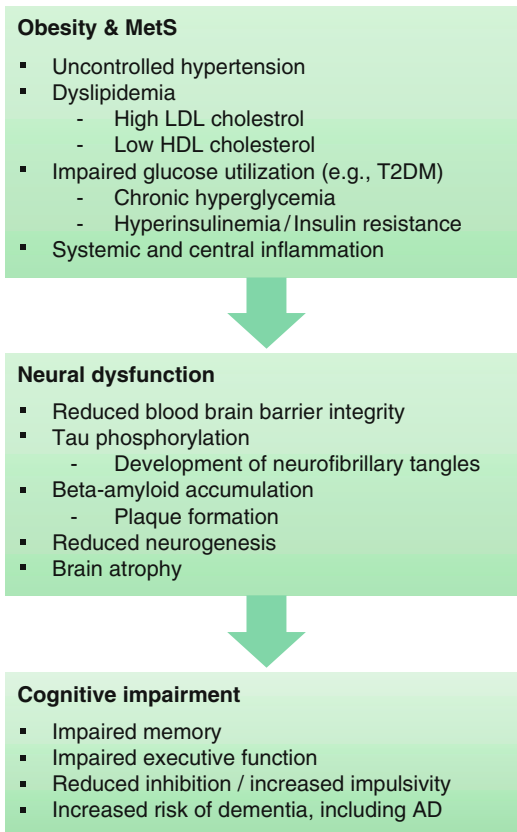 Obesity & MetS
▪ Uncontrolled hypertension
▪ Dyslipidemia
- High LDL cholestrol
- Low HDL cholesterol
▪ Impaired glucose utilization (e.g., T2DM)
- Chronic hyperglycemia
- Hyperinsulinemia/Insulin resistance
▪ Systemic and central inflammation
Neural dysfunction
▪ Reduced blood brain barrier integrity
▪ Tau phosphorylation
- Development of neurofibrillary tangles
▪ Beta-amyloid accumulation
- Plaque formation
▪ Reduced neurogenesis
▪ Brain atrophy
Cognitive impairment
▪ Impaired memory
▪ Impaired executive function
▪ Reduced inhibition / increased impulsivity
▪ Increased risk of dementia, including AD